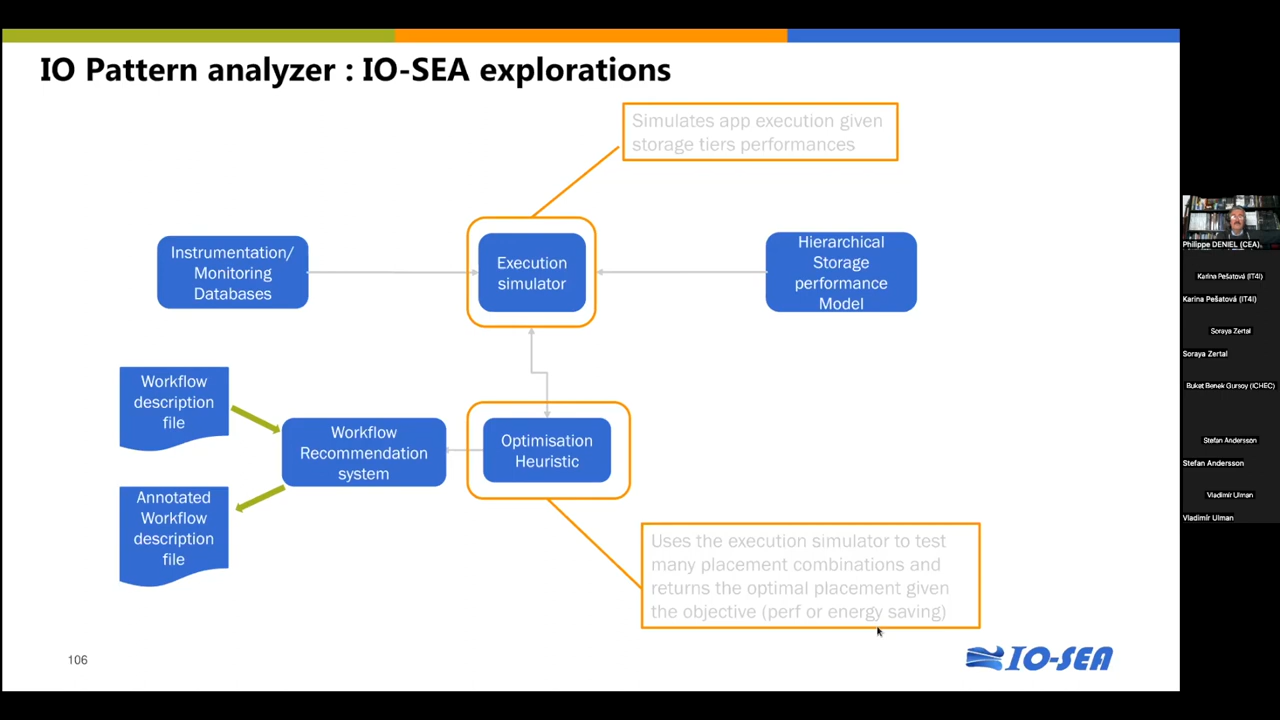 IO Pattern analyzer : IO-SEA explorations
Simulates app execution given
storage tiers performances
Instrumentation/
Monitoring
Databases
Execution
simulator
Hierarchical
Storage
performance
Model
Workflow
description
file
Workflow
Recommendation
system
Optimisation
Heuristic
Annotated
Workflow
description
file
Uses the execution simulator to test
many placement combinations and
returns the optimal placement given
the objective (perf or energy saving)
106
IO-SEA
Philippe DENIEL (CEA)
Karina Pešatová (IT4I)
Karina Pešatová (IT4I)
Soraya Zertal
Soraya Zertal
Buket Benek Gursoy (ICHEC)
Stefan Andersson
Stefan Andersson
Vladimír Ulman
Vladimír Ulman